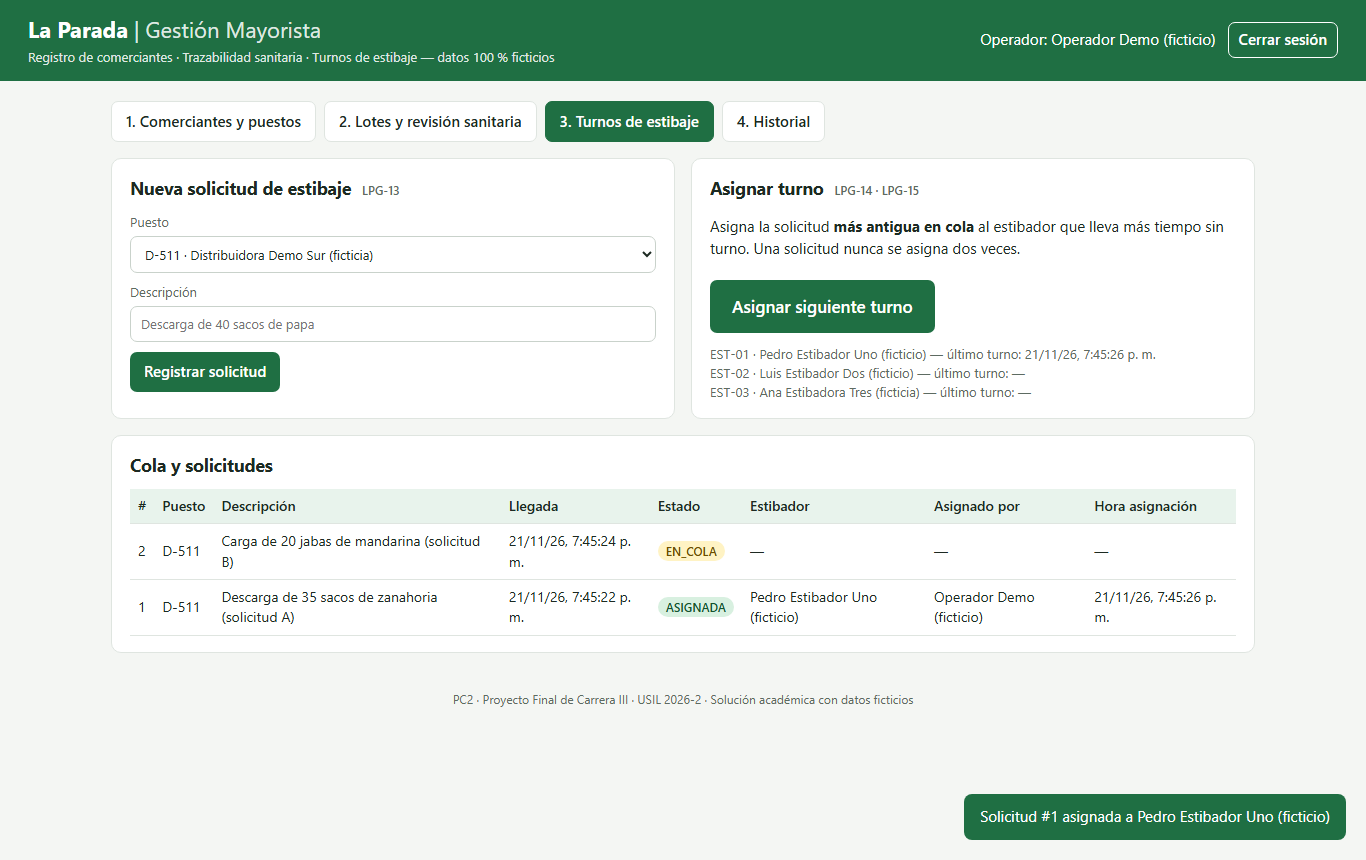 La Parada | Gestión Mayorista
Registro de comerciantes · Trazabilidad sanitaria · Turnos de estibaje — datos 100 % ficticios
Operador: Operador Demo (ficticio)
Cerrar sesión
1. Comerciantes y puestos
2. Lotes y revisión sanitaria
3. Turnos de estibaje
4. Historial
Nueva solicitud de estibaje LPG-13
Puesto
D-511 · Distribuidora Demo Sur (ficticia)
Descripción
Descarga de 40 sacos de papa
Registrar solicitud
Asignar turno LPG-14 · LPG-15
Asigna la solicitud más antigua en cola al estibador que lleva más tiempo sin
turno. Una solicitud nunca se asigna dos veces.
Asignar siguiente turno
EST-01 · Pedro Estibador Uno (ficticio) — último turno: 21/11/26, 7:45:26 p. m.
EST-02 · Luis Estibador Dos (ficticio) — último turno: —
EST-03 · Ana Estibadora Tres (ficticia) — último turno: —
Cola y solicitudes
# Puesto Descripción Llegada Estado Estibador Asignado por Hora asignación
2 D-511 Carga de 20 jabas de mandarina (solicitud B) 21/11/26, 7:45:24 p. m. EN_COLA — — —
1 D-511 Descarga de 35 sacos de zanahoria (solicitud A) 21/11/26, 7:45:22 p. m. ASIGNADA Pedro Estibador Uno (ficticio) Operador Demo (ficticio) 21/11/26, 7:45:26 p. m.
PC2 · Proyecto Final de Carrera III · USIL 2026-2 · Solución académica con datos ficticios
Solicitud #1 asignada a Pedro Estibador Uno (ficticio)